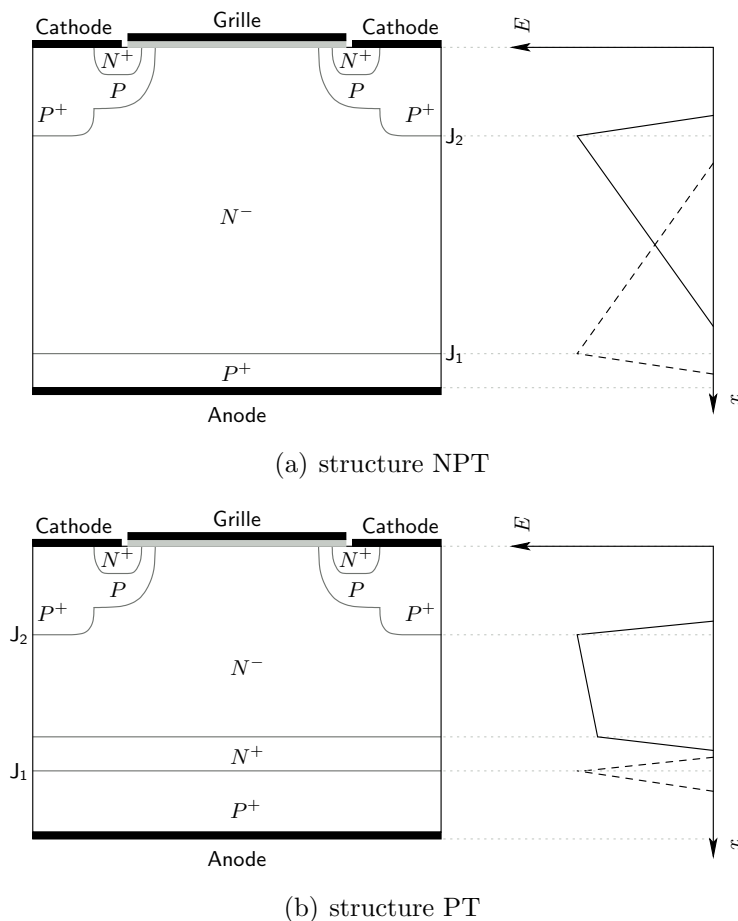 Cathode Grille Cathode E
N⁺ N⁺
P P
P⁺ P⁺
J₂
N⁻
J₁
P⁺
x
Anode
(a) structure NPT
Cathode Grille Cathode E
N⁺ N⁺
P P
P⁺ P⁺
J₂
N⁻
N⁺
J₁
P⁺
x
Anode
(b) structure PT